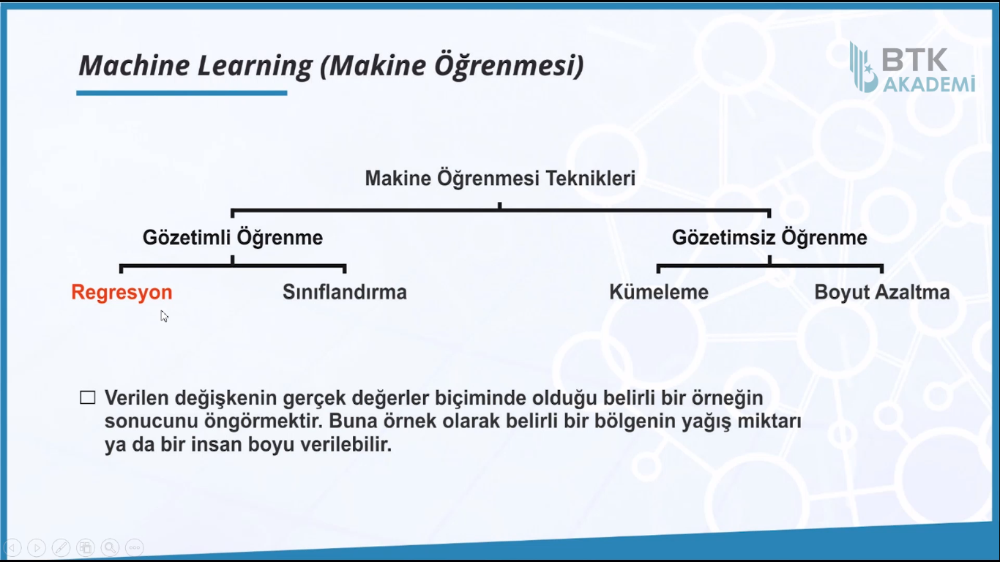 Machine Learning (Makine Öğrenmesi)
BTK
AKADEMİ
Makine Öğrenmesi Teknikleri
Gözetimli Öğrenme
Gözetimsiz Öğrenme
Regresyon
Sınıflandırma
Kümeleme
Boyut Azaltma
Verilen değişkenin gerçek değerler biçiminde olduğu belirli bir örneğin
sonucunu öngörmektir. Buna örnek olarak belirli bir bölgenin yağış miktarı
ya da bir insan boyu verilebilir.